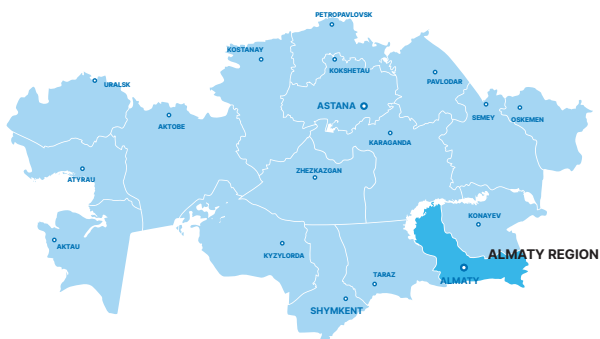 PETROPAVLOVSK
KOSTANAY
KOKSHETAU
PAVLODAR
URALSK
ASTANA
AKTOBE
SEMEY
OSKEMEN
KARAGANDA
ZHEZKAZGAN
ATYRAU
KONAYEV
AKTAU
KYZYLORDA
ALMATY REGION
TARAZ
ALMATY
SHYMKENT